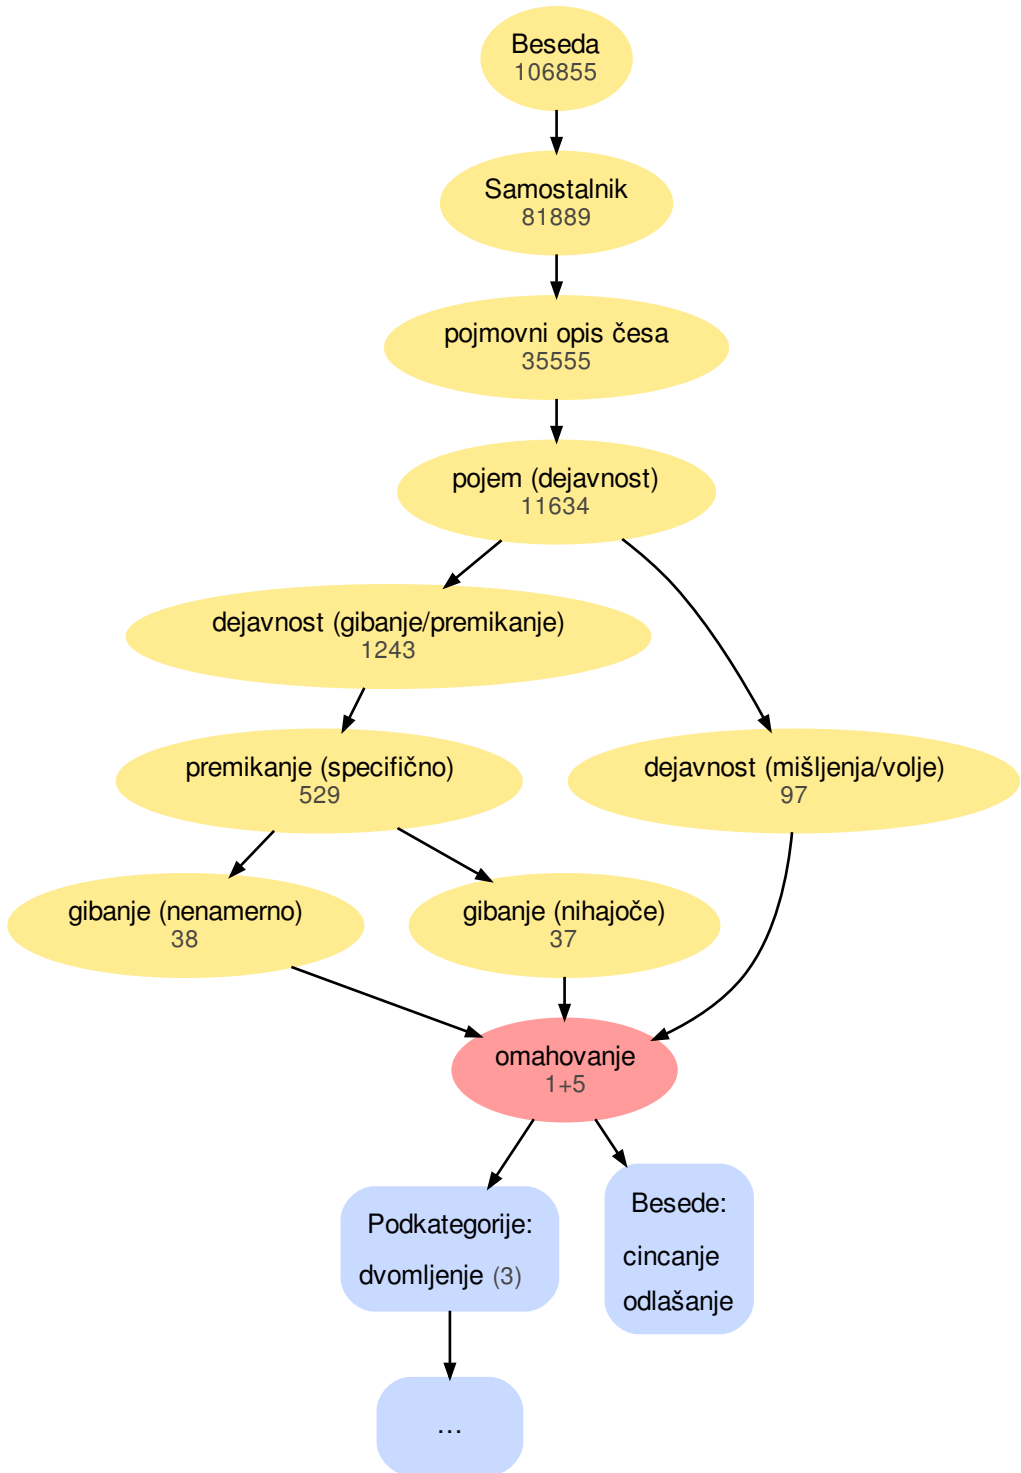 Beseda
106855
Samostalnik
81889
pojmovni opis česa
35555
pojem (dejavnost)
11634
dejavnost (gibanje/premikanje)
1243
premikanje (specifično)
529
dejavnost (mišljenja/volje)
97
gibanje (nenamerno)
38
gibanje (nihajoče)
37
omahovanje
1+5
Podkategorije:
dvomljenje (3)
Besede:
cincanje
odlašanje
...